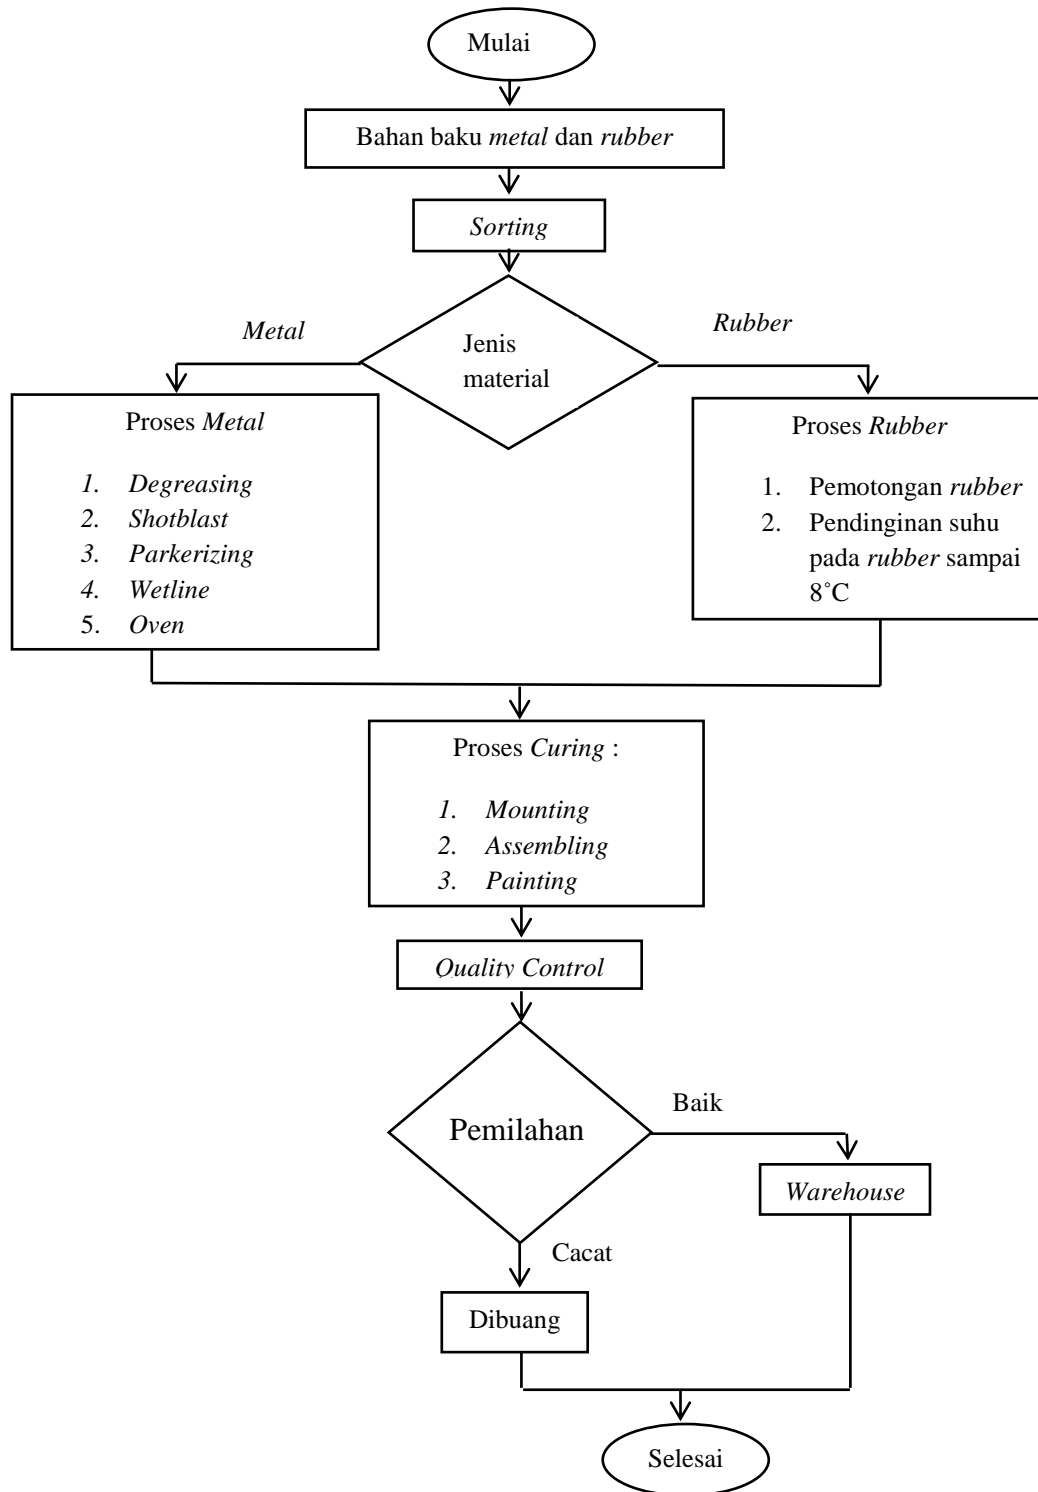 Mulai
Bahan baku metal dan rubber
Sorting
Jenis
material
Metal
Rubber
Proses Metal
1. Degreasing
2. Shotblast
3. Parkerizing
4. Wetline
5. Oven
Proses Rubber
1. Pemotongan rubber
2. Pendinginan suhu
pada rubber sampai
8˚C
Proses Curing :
1. Mounting
2. Assembling
3. Painting
Quality Control
Pemilahan
Baik
Warehouse
Cacat
Dibuang
Selesai